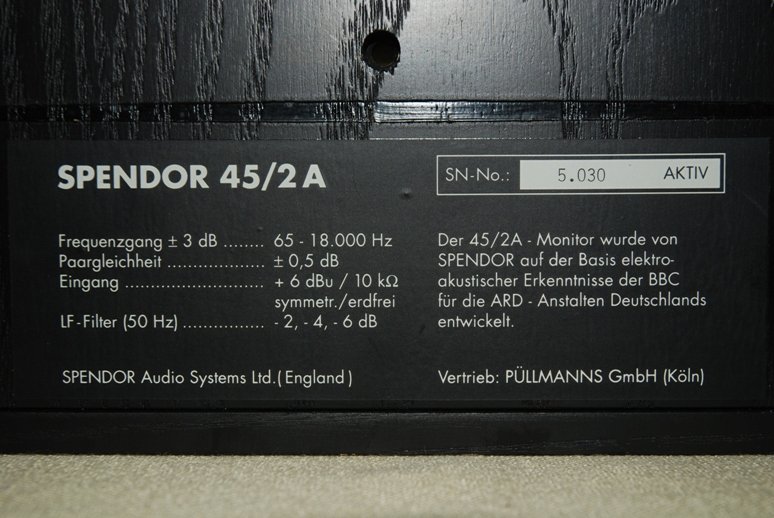 SPENDOR 45/2 A
SN-No.: 5.030 AKTIV
Frequenzgang ± 3 dB ........ 65 - 18.000 Hz
Paargleichheit ................... ± 0,5 dB
Eingang ........................... + 6 dBu / 10 kΩ
symmetr./erdfrei
LF-Filter (50 Hz) ................ - 2, - 4, - 6 dB
Der 45/2A - Monitor wurde von
SPENDOR auf der Basis elektro-
akustischer Erkenntnisse der BBC
für die ARD - Anstalten Deutschlands
entwickelt.
SPENDOR Audio Systems Ltd.( England )
Vertrieb: PÜLLMANNS GmbH (Köln)